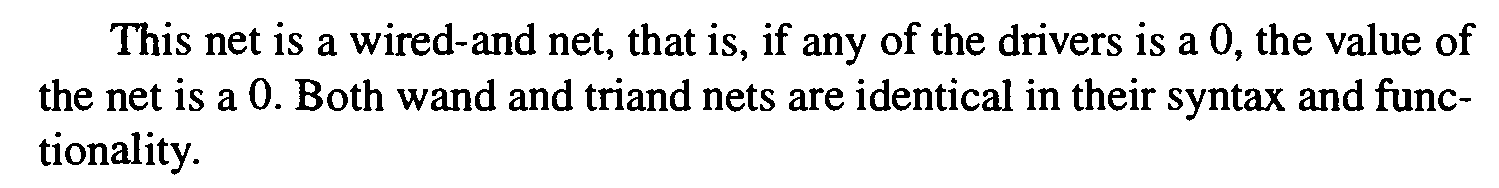 This net is a wired-and net, that is, if any of the drivers is a 0, the value of
the net is a 0. Both wand and triand nets are identical in their syntax and func-
tionality.